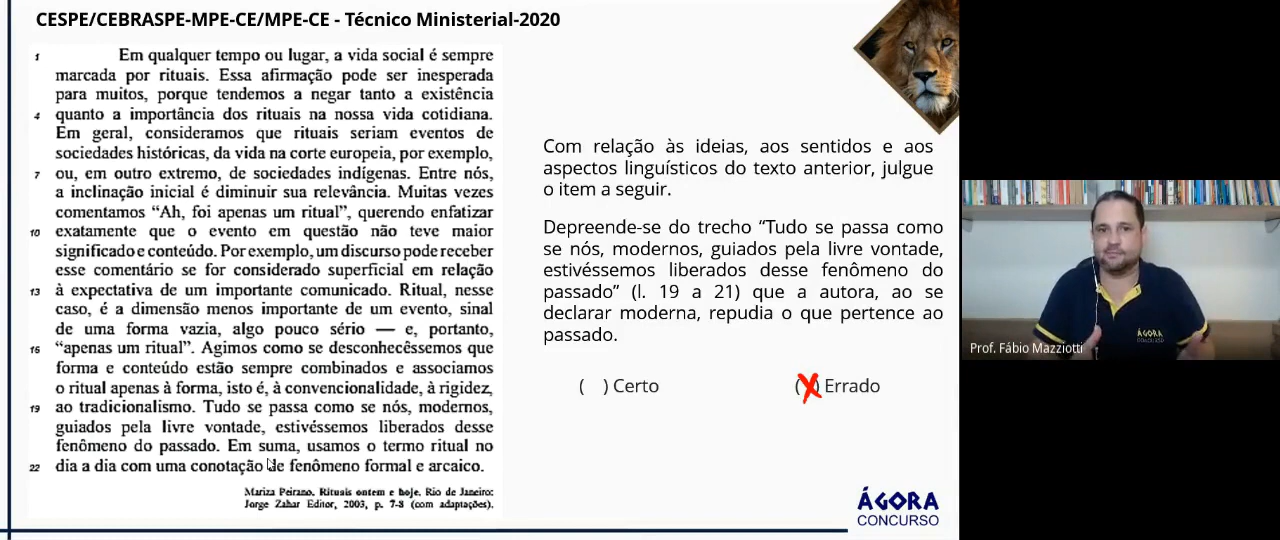 CESPE/CEBRASPE-MPE-CE/MPE-CE - Técnico Ministerial-2020
1 Em qualquer tempo ou lugar, a vida social é sempre
marcada por rituais. Essa afirmação pode ser inesperada
para muitos, porque tendemos a negar tanto a existência
4 quanto a importância dos rituais na nossa vida cotidiana.
Em geral, consideramos que rituais seriam eventos de
sociedades históricas, da vida na corte europeia, por exemplo,
7 ou, em outro extremo, de sociedades indígenas. Entre nós,
a inclinação inicial é diminuir sua relevância. Muitas vezes
comentamos “Ah, foi apenas um ritual”, querendo enfatizar
10 exatamente que o evento em questão não teve maior
significado e conteúdo. Por exemplo, um discurso pode receber
esse comentário se for considerado superficial em relação
13 à expectativa de um importante comunicado. Ritual, nesse
caso, é a dimensão menos importante de um evento, sinal
de uma forma vazia, algo pouco sério — e, portanto,
16 “apenas um ritual”. Agimos como se desconhecêssemos que
forma e conteúdo estão sempre combinados e associamos
o ritual apenas à forma, isto é, à convencionalidade, à rigidez,
19 ao tradicionalismo. Tudo se passa como se nós, modernos,
guiados pela livre vontade, estivéssemos liberados desse
fenômeno do passado. Em suma, usamos o termo ritual no
22 dia a dia com uma conotação de fenômeno formal e arcaico.
Mariza Peirano. Rituais ontem e hoje. Rio de Janeiro:
Jorge Zahar Editor, 2003, p. 7-8 (com adaptações).
Com relação às ideias, aos sentidos e aos
aspectos linguísticos do texto anterior, julgue
o item a seguir.
Depreende-se do trecho “Tudo se passa como
se nós, modernos, guiados pela livre vontade,
estivéssemos liberados desse fenômeno do
passado” (l. 19 a 21) que a autora, ao se
declarar moderna, repudia o que pertence ao
passado.
( ) Certo (X) Errado
ÁGORA
CONCURSO
ÁGORA
CONCURSO
Prof. Fábio Mazziotti